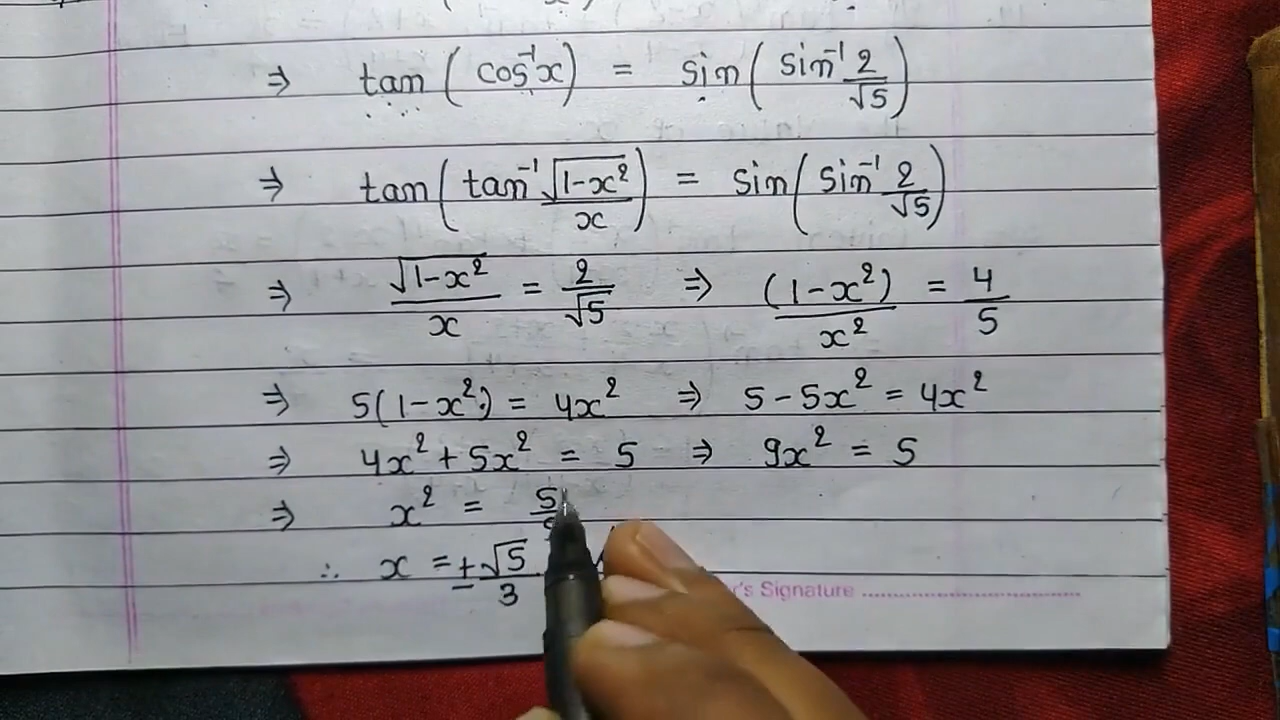 ⇒ tan(cos⁻¹x) = sin(sin⁻¹ 2/√5)
⇒ tan(tan⁻¹ √(1-x²)/x) = sin(sin⁻¹ 2/√5)
⇒ √(1-x²)/x = 2/√5 ⇒ (1-x²)/x² = 4/5
⇒ 5(1-x²) = 4x² ⇒ 5-5x² = 4x²
⇒ 4x²+5x² = 5 ⇒ 9x² = 5
⇒ x² = 5/
∴ x = ±√5/3
's Signature